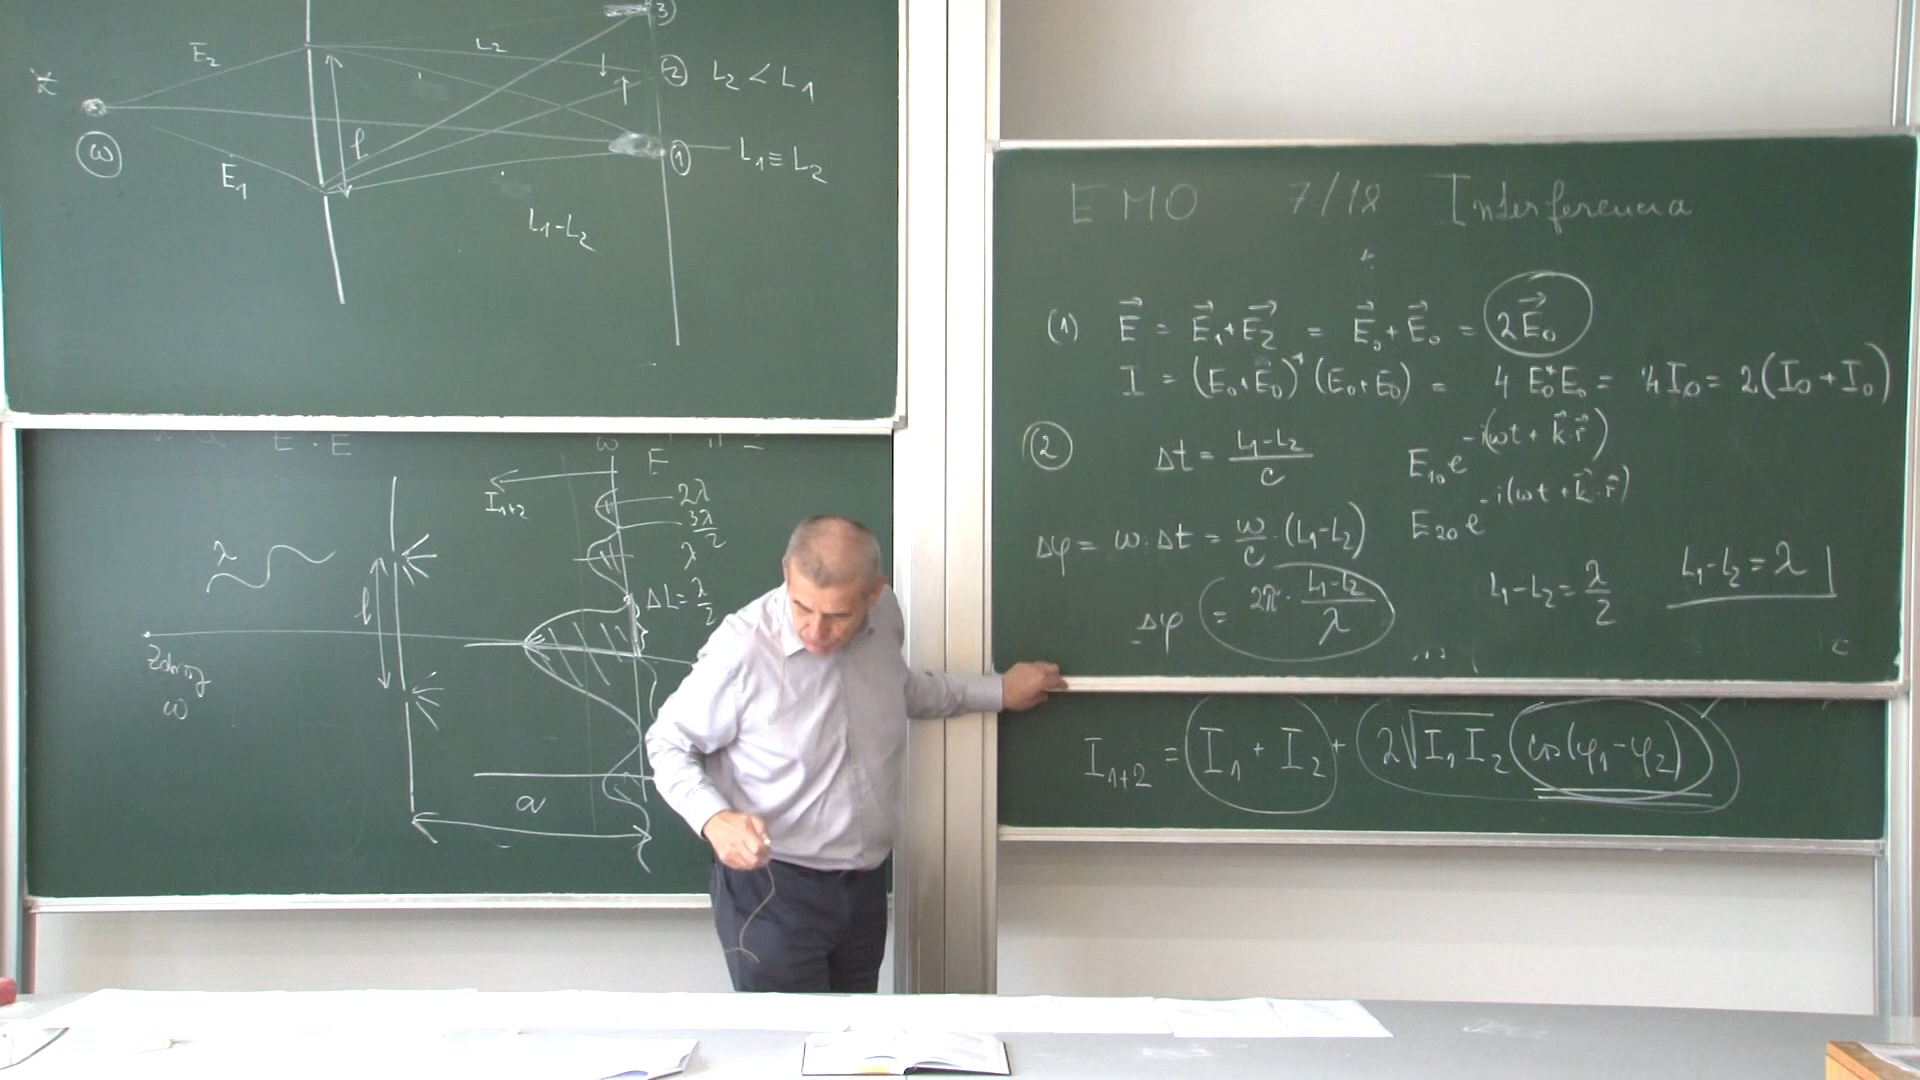 E₂
L₂
③
② L₂ < L₁
ω
l
E₁
① L₁ ≡ L₂
L₁-L₂
E · E
I₁₊₂
ω
E
2λ
3λ/2
λ
ΔL = λ/2
λ
l
Zdroj
ω
a
EMO 7/18 Interferencia
(1) E⃗ = E⃗₁ + E⃗₂ = E⃗₀ + E⃗₀ = 2E⃗₀
I = (E₀ + E₀)* (E₀ + E₀) = 4 E₀* E₀ = 4I₀ = 2(I₀ + I₀)
② Δt = (L₁-L₂)/c
E₁₀ e^{-i(ωt + k⃗·r⃗)}
E₂₀ e^{-i(ωt + k⃗·r⃗)}
Δφ = ω·Δt = ω/c · (L₁-L₂)
Δφ = 2π · (L₁-L₂)/λ
L₁-L₂ = λ/2
L₁-L₂ = λ
I₁₊₂ = I₁ + I₂ + 2√(I₁I₂) cos(φ₁-φ₂)